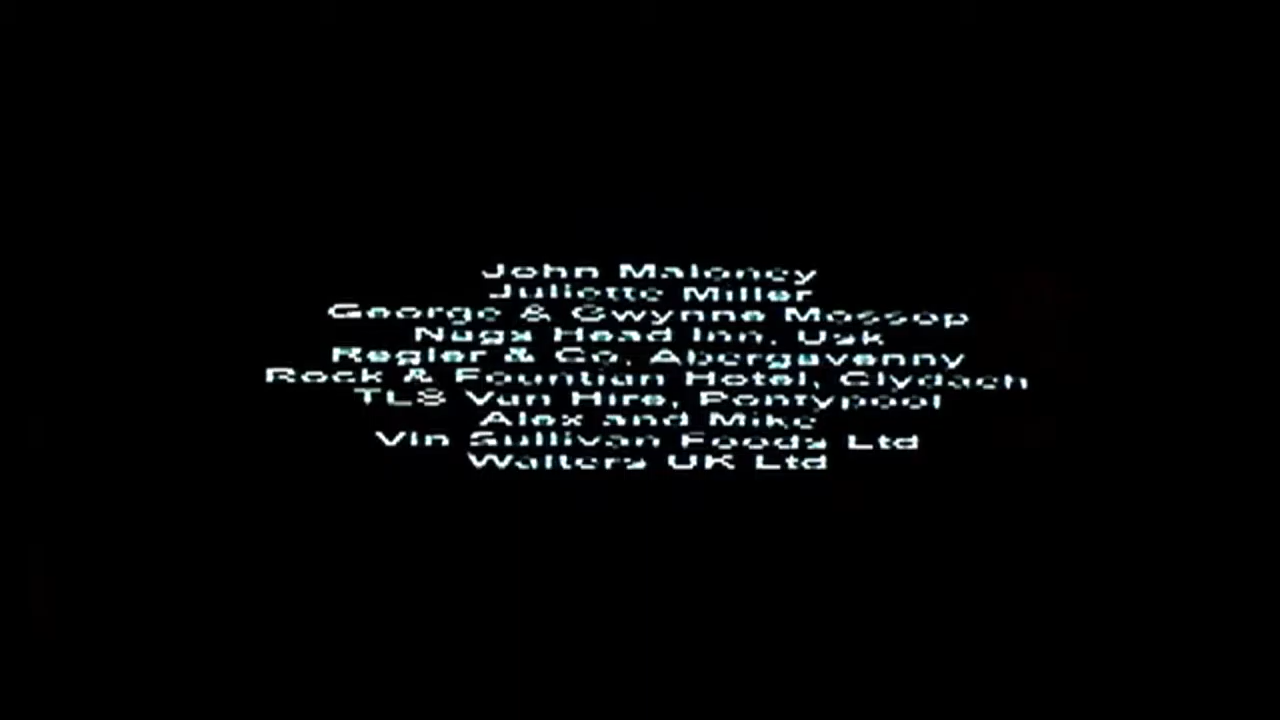 John Maloney
Juliette Miller
George & Gwynne Mossop
Nags Head Inn, Usk
Regler & Co, Abergavenny
Rock & Fountian Hotel, Clydach
TLS Van Hire, Pontypool
Alex and Mike
Vin Sullivan Foods Ltd
Walters UK Ltd